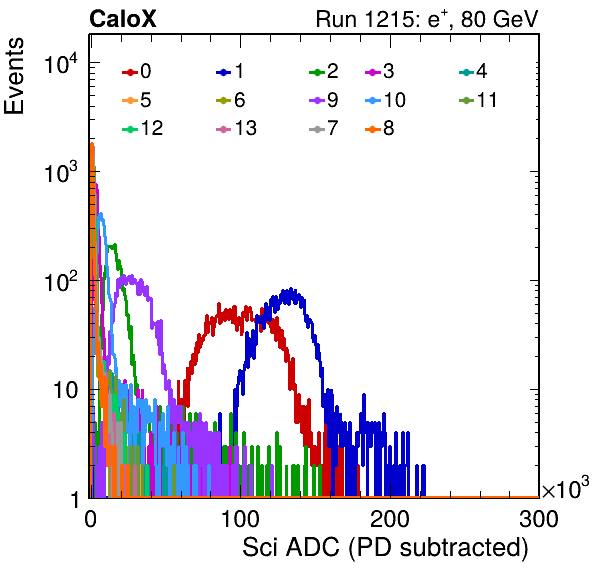 CaloX Run 1215: e⁺, 80 GeV
Events
0 1 2 3 4
5 6 9 10 11
12 13 7 8
10⁴
10³
10²
10
1
0 100 200 300
×10³
Sci ADC (PD subtracted)